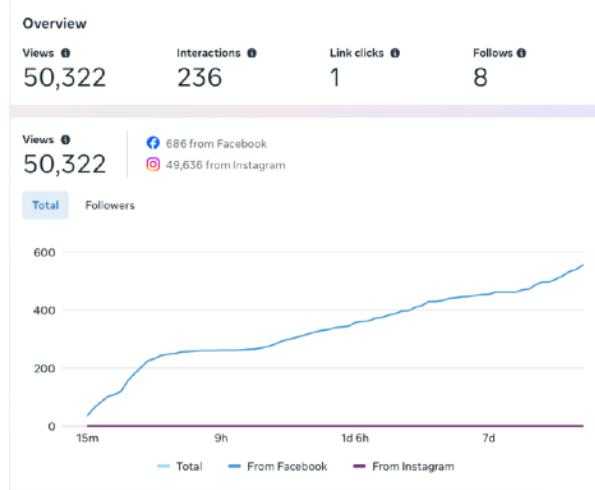 Overview
Views Interactions Link clicks Follows
50,322 236 1 8
Views
50,322
686 from Facebook
49,636 from Instagram
Total Followers
600
400
200
0
15m 9h 1d 6h 7d
Total From Facebook From Instagram